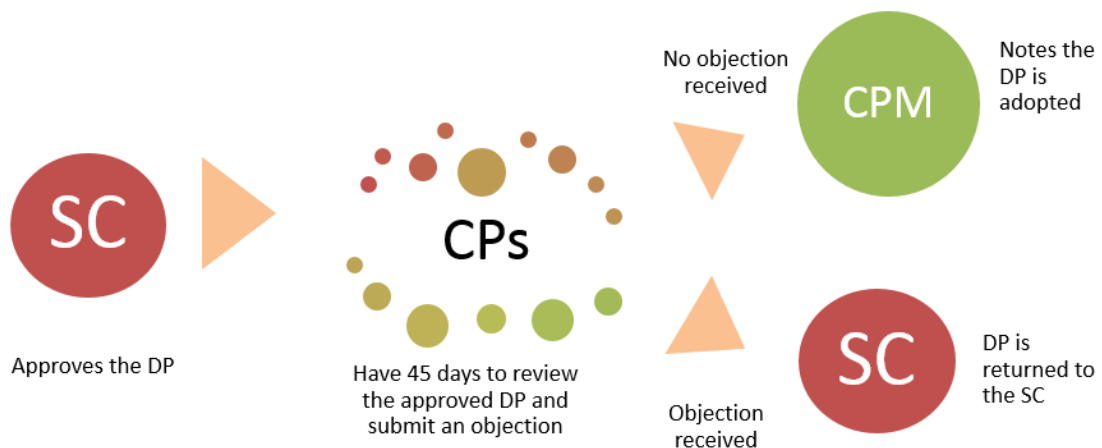 SC
Approves the DP
CPs
Have 45 days to review
the approved DP and
submit an objection
No objection
received
CPM
Notes the
DP is
adopted
Objection
received
SC
DP is
returned to
the SC